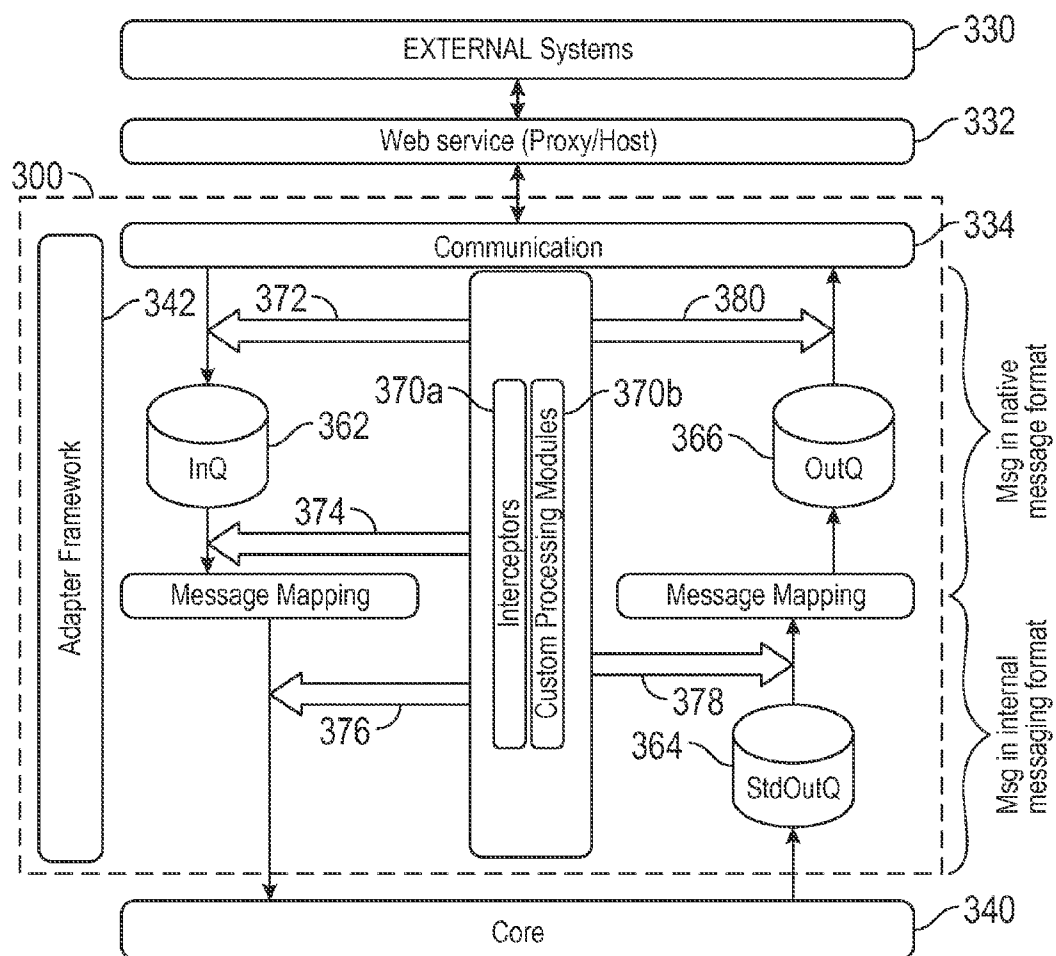 EXTERNAL Systems
330
Web service (Proxy/Host)
332
300
Communication
334
342
372
380
370a
370b
362
InQ
366
OutQ
Adapter Framework
374
Interceptors
Custom Processing Modules
Msg in native
message format
Message Mapping
Message Mapping
376
378
364
StdOutQ
Msg in internal
messaging format
Core
340